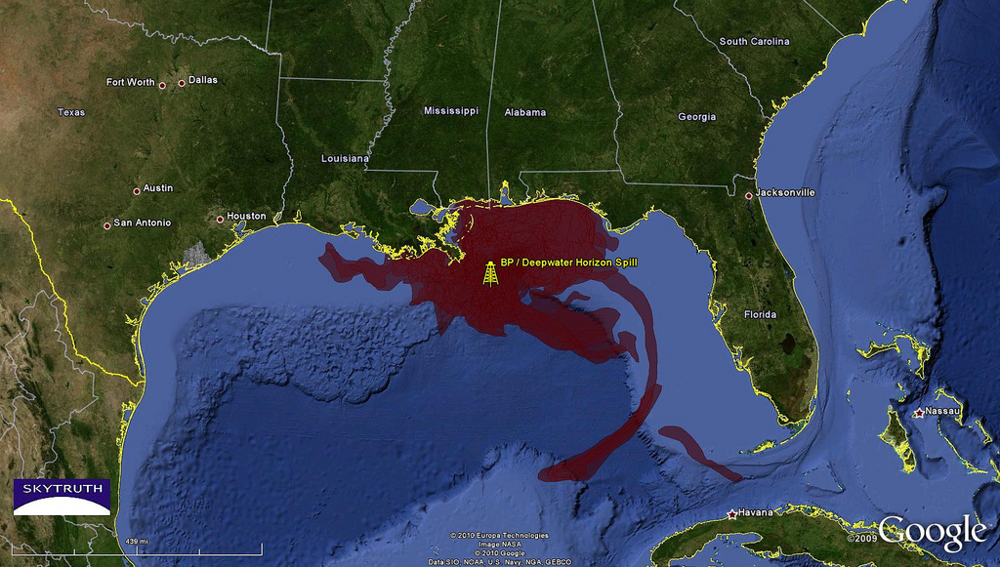 South Carolina
Fort Worth
Dallas
Texas
Mississippi
Alabama
Georgia
Louisiana
Austin
Jacksonville
San Antonio
Houston
BP / Deepwater Horizon Spill
Florida
Nassau
SKYTRUTH
Havana
439 mi
© 2010 Europa Technologies
Image NASA
© 2010 Google
Data SIO, NOAA, U.S. Navy, NGA, GEBCO
©2009 Google